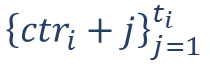 $\{ctr_i + j\}_{j=1}^{t_i}$